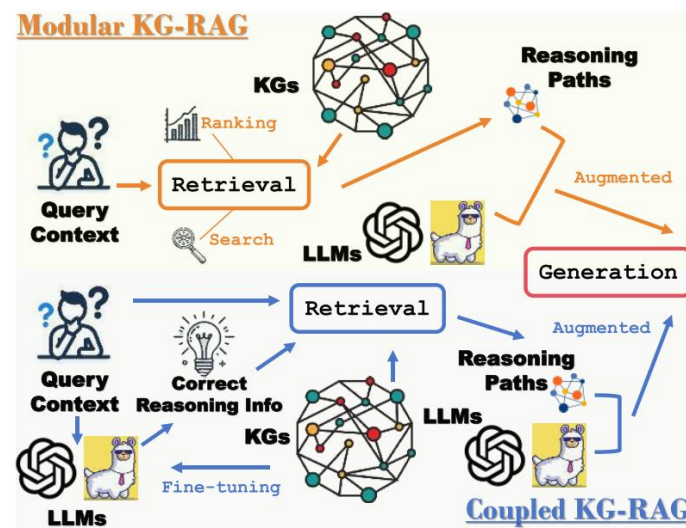 Modular KG-RAG
KGs
Reasoning
Paths
Ranking
Retrieval
Query
Context
Search
Augmented
LLMs
Generation
Retrieval
Augmented
Query
Context
Correct
Reasoning Info
KGs
Reasoning
Paths
LLMs
Fine-tuning
LLMs
Coupled KG-RAG